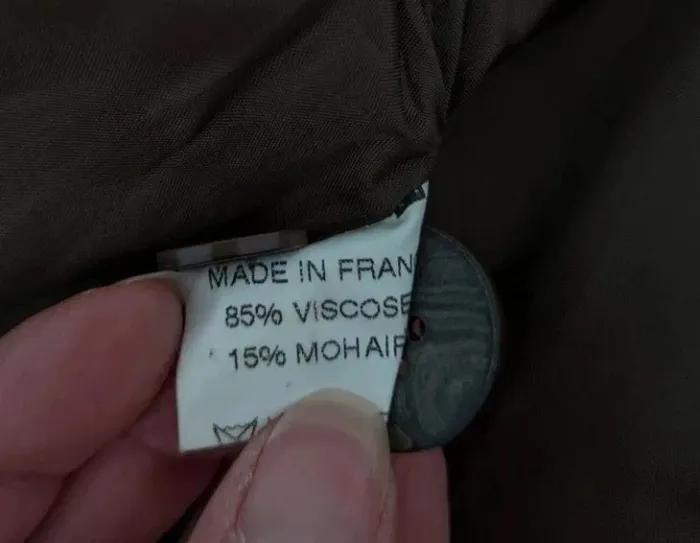 MADE IN FRAN
85% VISCOSE
15% MOHAIR